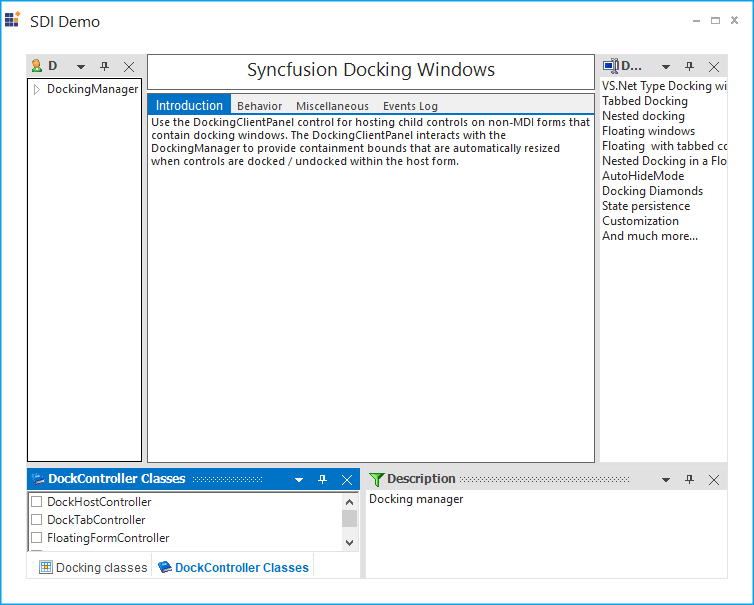 SDI Demo
D
DockingManager
Syncfusion Docking Windows
Introduction Behavior Miscellaneous Events Log
Use the DockingClientPanel control for hosting child controls on non-MDI forms that
contain docking windows. The DockingClientPanel interacts with the
DockingManager to provide containment bounds that are automatically resized
when controls are docked / undocked within the host form.
D...
VS.Net Type Docking wi
Tabbed Docking
Nested docking
Floating windows
Floating with tabbed co
Nested Docking in a Flo
AutoHideMode
Docking Diamonds
State persistence
Customization
And much more...
DockController Classes
DockHostController
DockTabController
FloatingFormController
Docking classes DockController Classes
Description
Docking manager